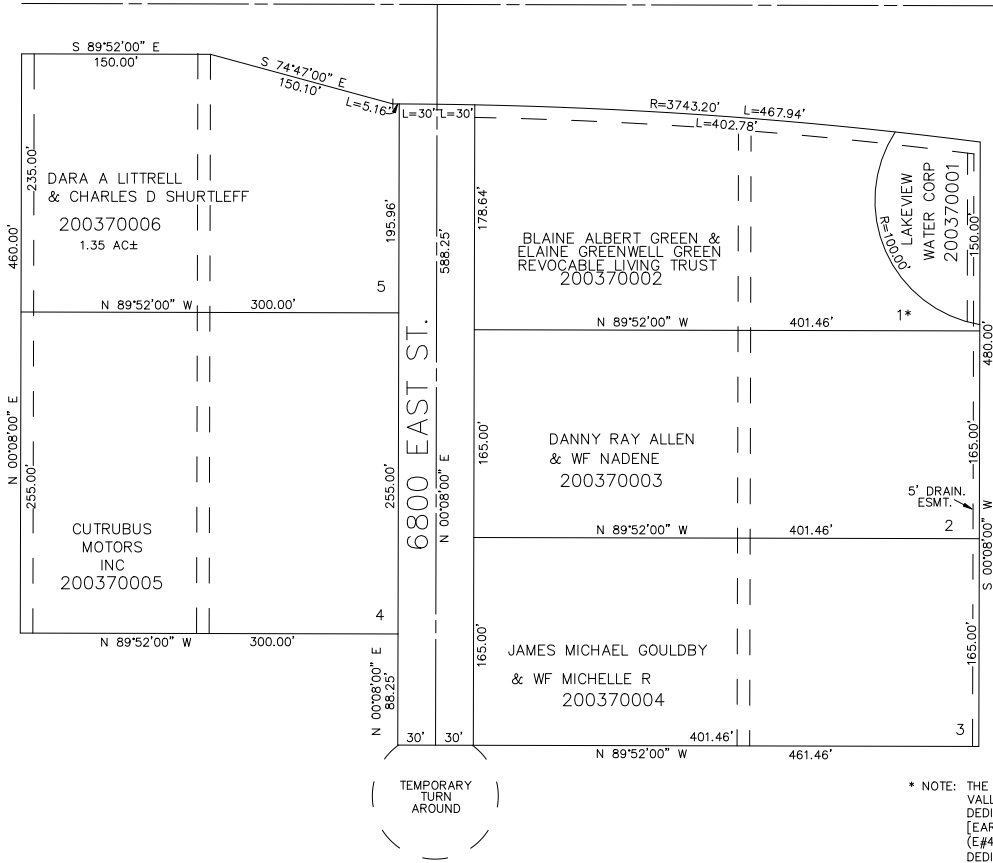 S 89°52'00" E
150.00'
S 74°47'00" E
150.10'
L=5.16'
L=30'
L=30'
R=3743.20'
L=467.94'
L=402.78'
235.00'
460.00'
DARA A LITTRELL
& CHARLES D SHURTLEFF
200370006
1.35 AC±
195.96'
588.25'
178.64'
BLAINE ALBERT GREEN &
ELAINE GREENWELL GREEN
REVOCABLE LIVING TRUST
200370002
R=100.00'
LAKEVIEW
WATER CORP
200370001
150.00'
5
1*
N 89°52'00" W
300.00'
N 89°52'00" W
401.46'
480.00'
6800 EAST ST.
N 00°08'00" E
N 00°08'00" E
255.00'
255.00'
165.00'
DANNY RAY ALLEN
& WF NADENE
200370003
165.00'
5' DRAIN.
ESMT.
2
S 00°08'00" W
N 89°52'00" W
401.46'
CUTRUBUS
MOTORS
INC
200370005
4
N 89°52'00" W
300.00'
N 00°08'00" E
88.25'
165.00'
JAMES MICHAEL GOULDBY
& WF MICHELLE R
200370004
165.00'
3
30'
30'
401.46'
N 89°52'00" W
461.46'
TEMPORARY
TURN
AROUND
* NOTE: THE
VALL
DEDI
[EAR
(E#4
DEDI